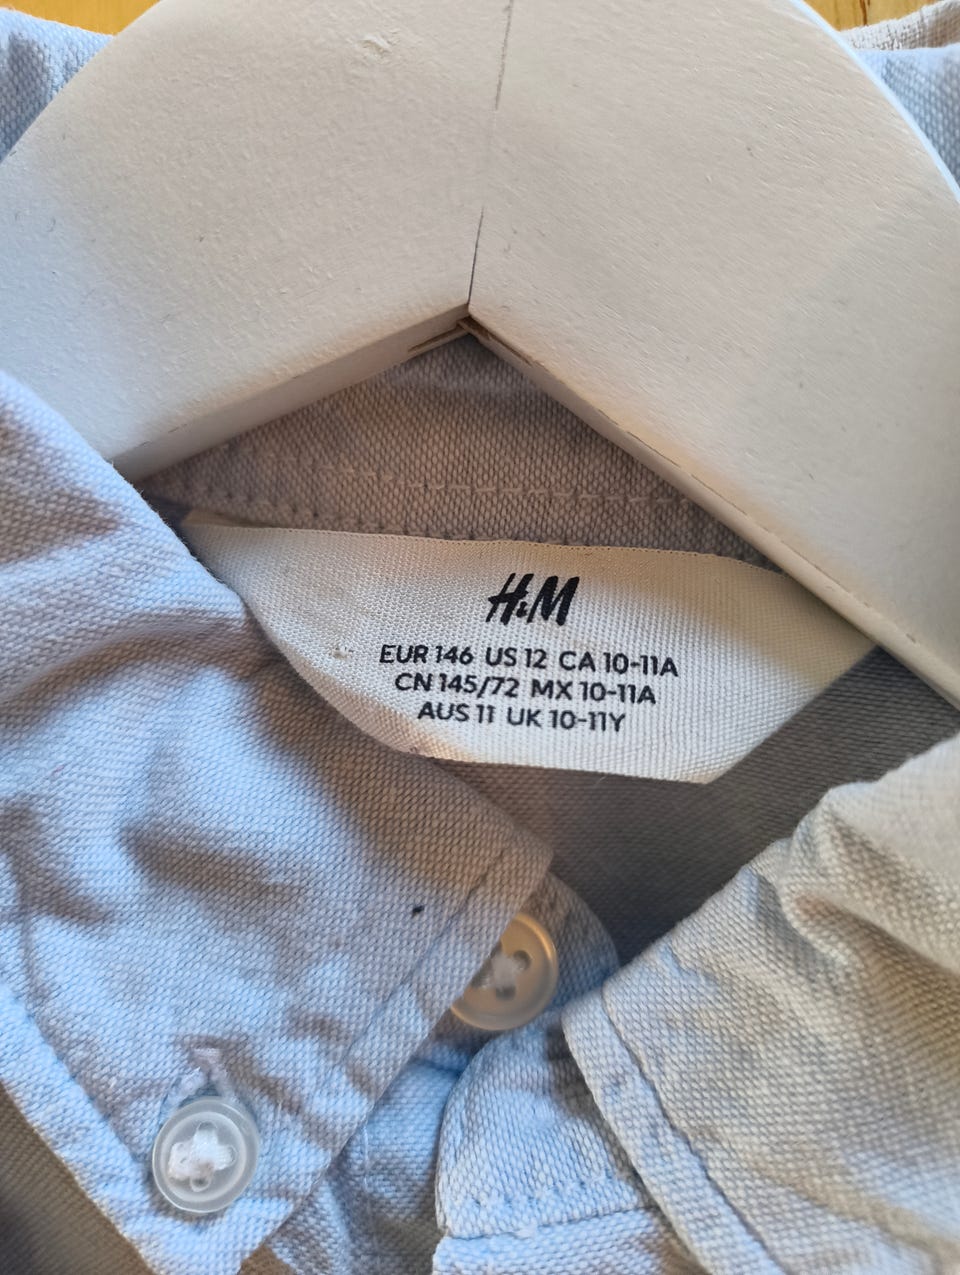 H&M
EUR 146 US 12 CA 10-11A
CN 145/72 MX 10-11A
AUS 11 UK 10-11Y